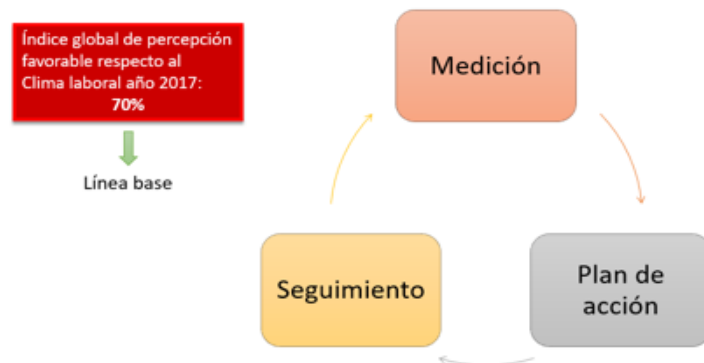 Índice global de percepción
favorable respecto al
Clima laboral año 2017:
70%
Línea base
Medición
Plan de
acción
Seguimiento